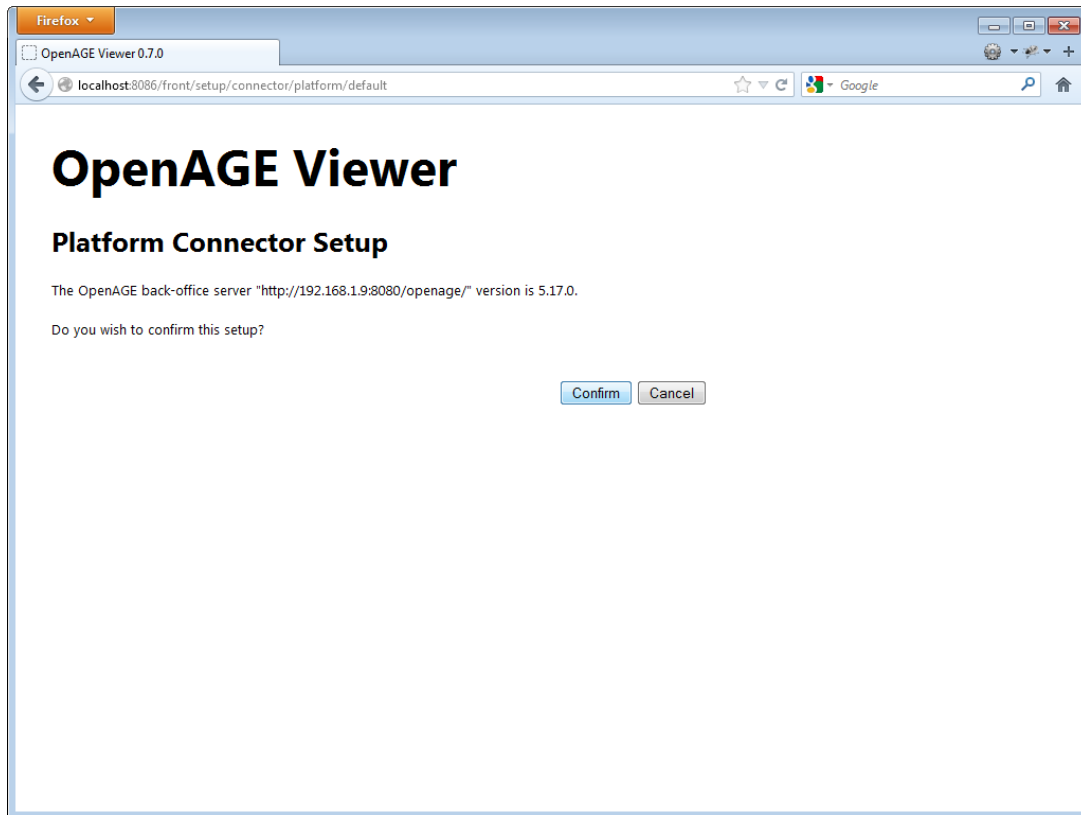 Firefox
OpenAGE Viewer 0.7.0
localhost:8086/front/setup/connector/platform/default
Google
OpenAGE Viewer
Platform Connector Setup
The OpenAGE back-office server "http://192.168.1.9:8080/openage/" version is 5.17.0.
Do you wish to confirm this setup?
Confirm Cancel